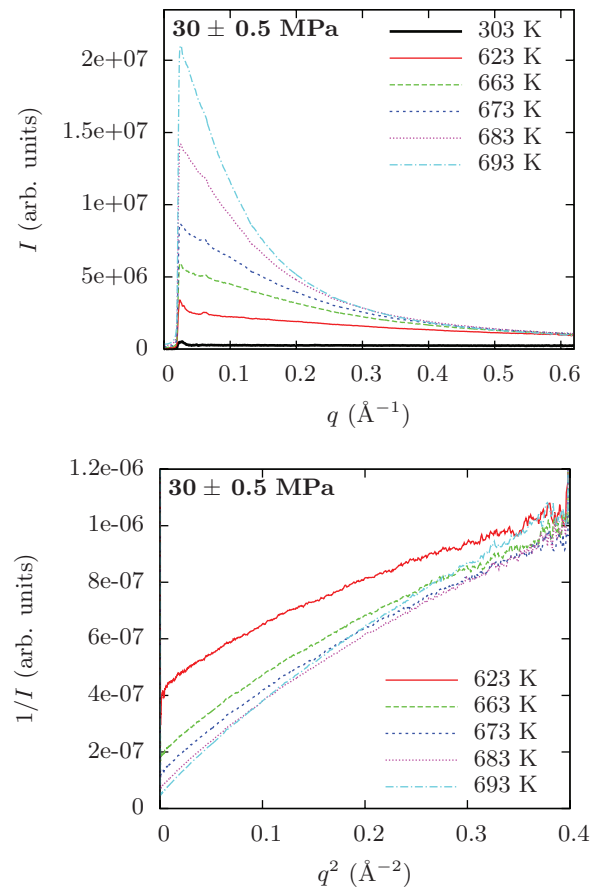 30 ± 0.5 MPa
303 K
623 K
663 K
673 K
683 K
693 K
2e+07
1.5e+07
1e+07
5e+06
0
I (arb. units)
0 0.1 0.2 0.3 0.4 0.5 0.6
q (Å⁻¹)
30 ± 0.5 MPa
1.2e-06
1e-06
8e-07
6e-07
4e-07
2e-07
0
1/I (arb. units)
623 K
663 K
673 K
683 K
693 K
0 0.1 0.2 0.3 0.4
q² (Å⁻²)